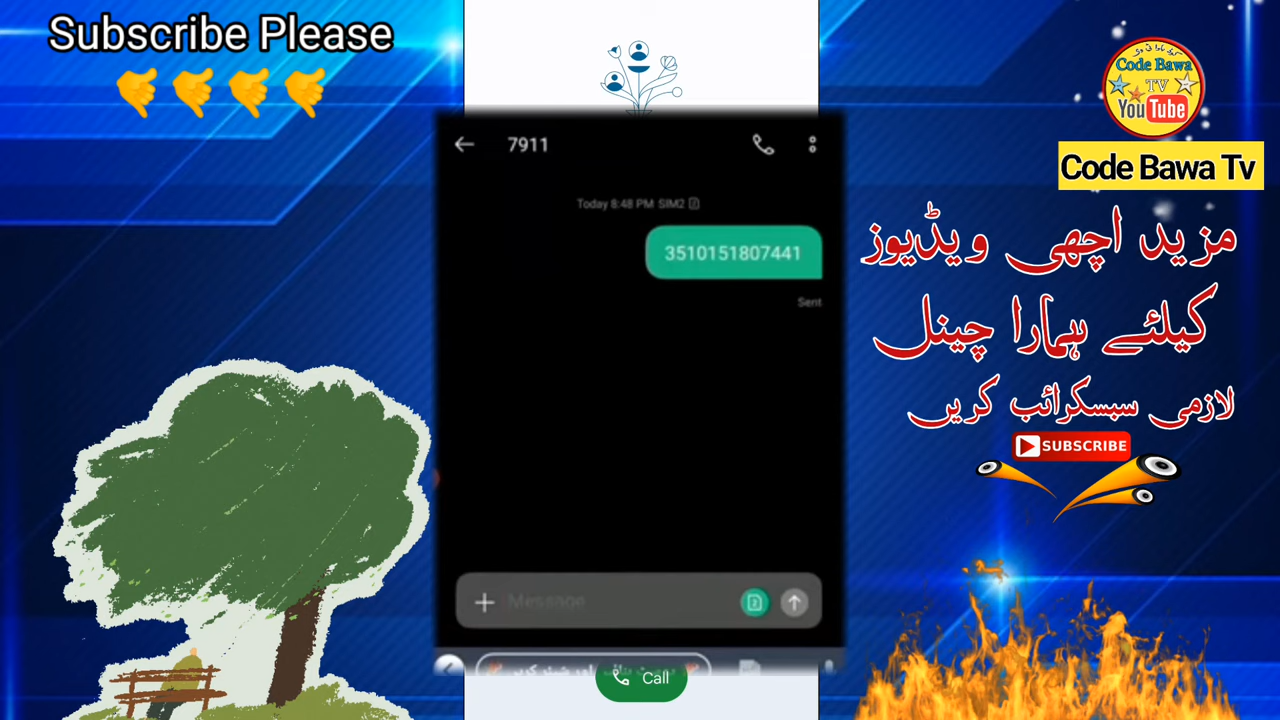 Subscribe Please
Code Bawa
TV
YouTube
Code Bawa Tv
7911
Today 8:48 PM SIM2
3510151807441
Sent
مزید اچھی ویڈیوز
کیلئے ہمارا چینل
لازمی سبسکرائب کریں
SUBSCRIBE
Message
Call